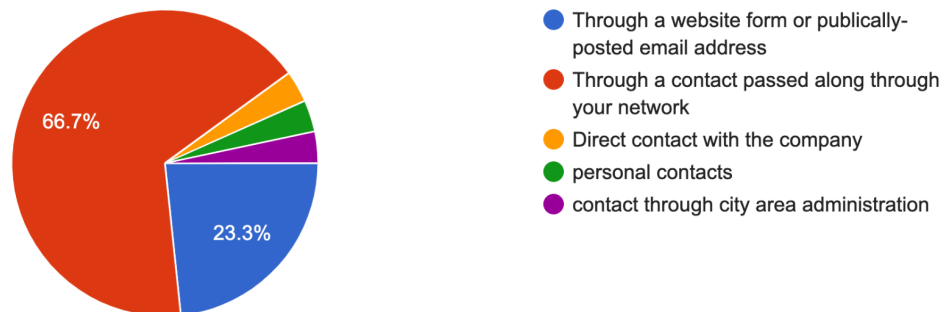 Through a website form or publically-
posted email address
Through a contact passed along through
your network
Direct contact with the company
personal contacts
contact through city area administration
66.7%
23.3%